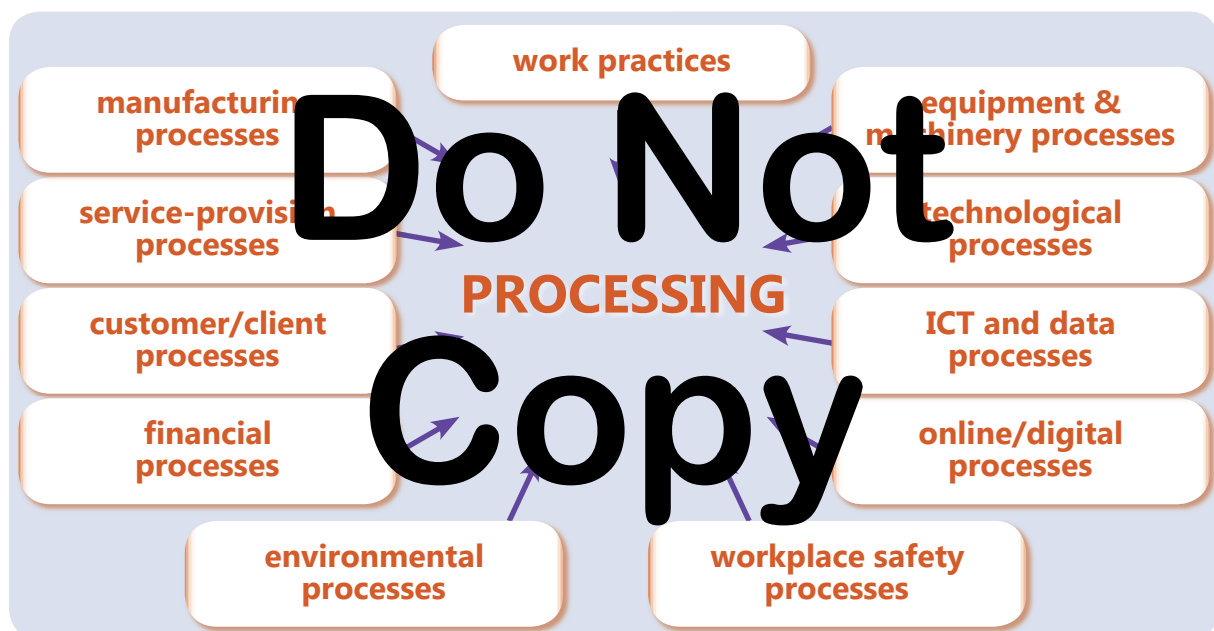 work practices
manufacturing
processes
equipment &
machinery processes
service-provision
processes
technological
processes
Do Not
PROCESSING
customer/client
processes
ICT and data
processes
Copy
financial
processes
online/digital
processes
environmental
processes
workplace safety
processes